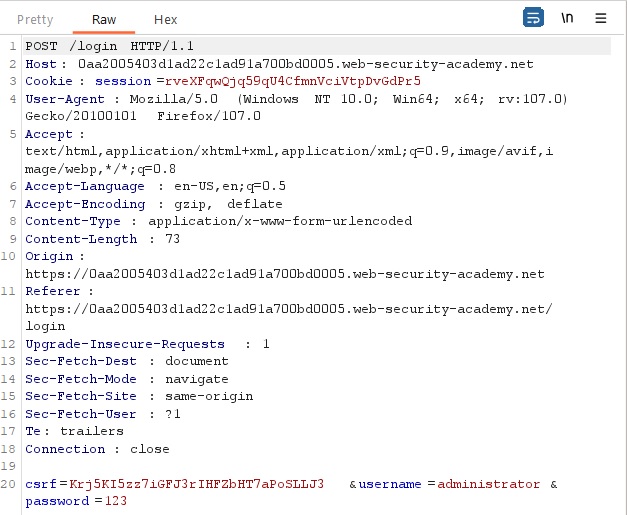 Pretty Raw Hex \n
1 POST /login HTTP/1.1
2 Host: 0aa2005403d1ad22c1ad91a700bd0005.web-security-academy.net
3 Cookie: session=rveXFqwQjq59qU4CfmnVciVtpDvGdPr5
4 User-Agent: Mozilla/5.0 (Windows NT 10.0; Win64; x64; rv:107.0)
Gecko/20100101 Firefox/107.0
5 Accept:
text/html,application/xhtml+xml,application/xml;q=0.9,image/avif,i
mage/webp,*/*;q=0.8
6 Accept-Language: en-US,en;q=0.5
7 Accept-Encoding: gzip, deflate
8 Content-Type: application/x-www-form-urlencoded
9 Content-Length: 73
10 Origin:
https://0aa2005403d1ad22c1ad91a700bd0005.web-security-academy.net
11 Referer:
https://0aa2005403d1ad22c1ad91a700bd0005.web-security-academy.net/
login
12 Upgrade-Insecure-Requests: 1
13 Sec-Fetch-Dest: document
14 Sec-Fetch-Mode: navigate
15 Sec-Fetch-Site: same-origin
16 Sec-Fetch-User: ?1
17 Te: trailers
18 Connection: close
19
20 csrf=Krj5KI5zz7iGFJ3rIHFZbHT7aPoSLLJ3&username=administrator&
password=123